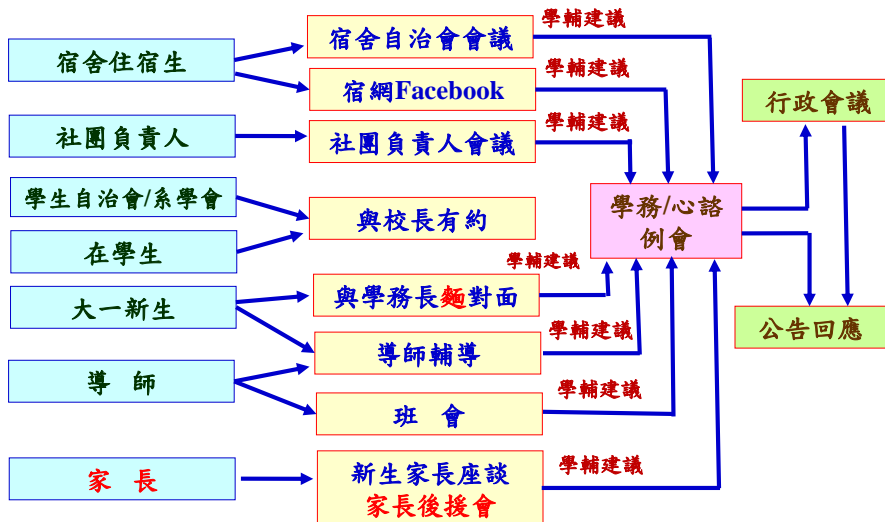 學輔建議
宿舍自治會會議
宿舍住宿生
學輔建議
宿網Facebook
行政會議
學輔建議
社團負責人
社團負責人會議
學生自治會/系學會
與校長有約
學務/心諮
例會
在學生
學輔建議
大一新生
與學務長麵對面
公告回應
學輔建議
導師輔導
導 師
學輔建議
班 會
學輔建議
家 長
新生家長座談
家長後援會